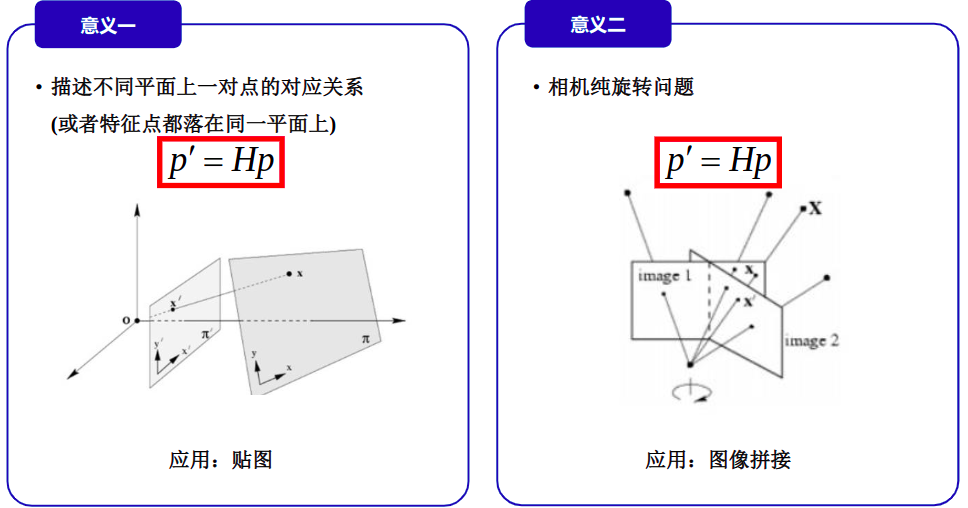 意义一
• 描述不同平面上一对点的对应关系
(或者特征点都落在同一平面上)
p′ = Hp
x
x′
O
π′
y′
x′
π
y
x
应用：贴图
意义二
• 相机纯旋转问题
p′ = Hp
X
image 1
x
x′
image 2
应用：图像拼接